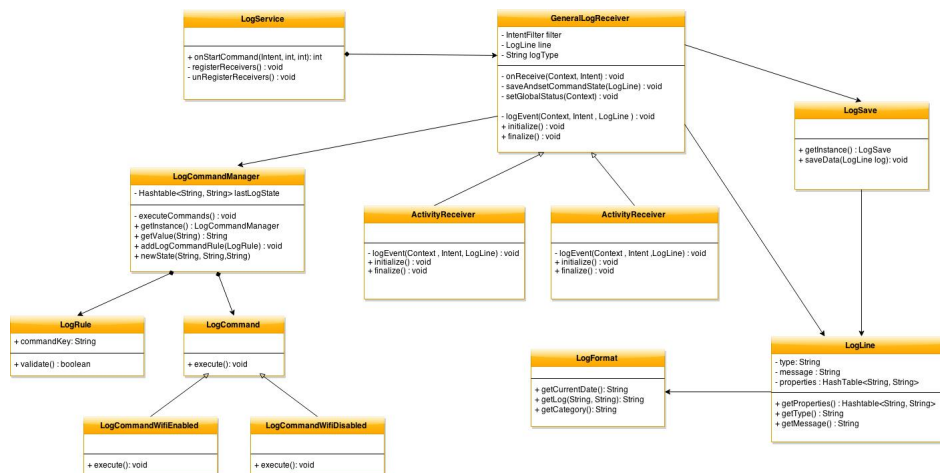 LogService
+ onStartCommand(Intent, int, int): int
- registerReceivers() : void
- unRegisterReceivers() : void
GeneralLogReceiver
- IntentFilter filter
- LogLine line
- String logType
- onReceive(Context, Intent) : void
- saveAndsetCommandState(LogLine) : void
- setGlobalStatus(Context) : void
- logEvent(Context, Intent , LogLine ) : void
+ initialize() : void
+ finalize() : void
LogSave
+ getInstance() : LogSave
+ saveData(LogLine log): void
LogCommandManager
- Hashtable<String, String> lastLogState
- executeCommands() : void
+ getInstance() : LogCommandManager
+ getValue(String) : String
+ addLogCommandRule(LogRule) : void
+ newState(String, String,String)
ActivityReceiver
- logEvent(Context , Intent, LogLine) : void
+ initialize() : void
+ finalize() : void
ActivityReceiver
- logEvent(Context , Intent ,LogLine) : void
+ initialize() : void
+ finalize() : void
LogRule
+ commandKey: String
+ validate() : boolean
LogCommand
+ execute(): void
LogFormat
+ getCurrentDate(): String
+ getLog(String, String): String
+ getCategory(): String
LogLine
- type: String
- message : String
- properties : HashTable<String, String>
+ getProperties() : Hashtable<String, String>
+ getType() : String
+ getMessage() : String
LogCommandWifiEnabled
+ execute(): void
LogCommandWifiDisabled
+ execute(): void